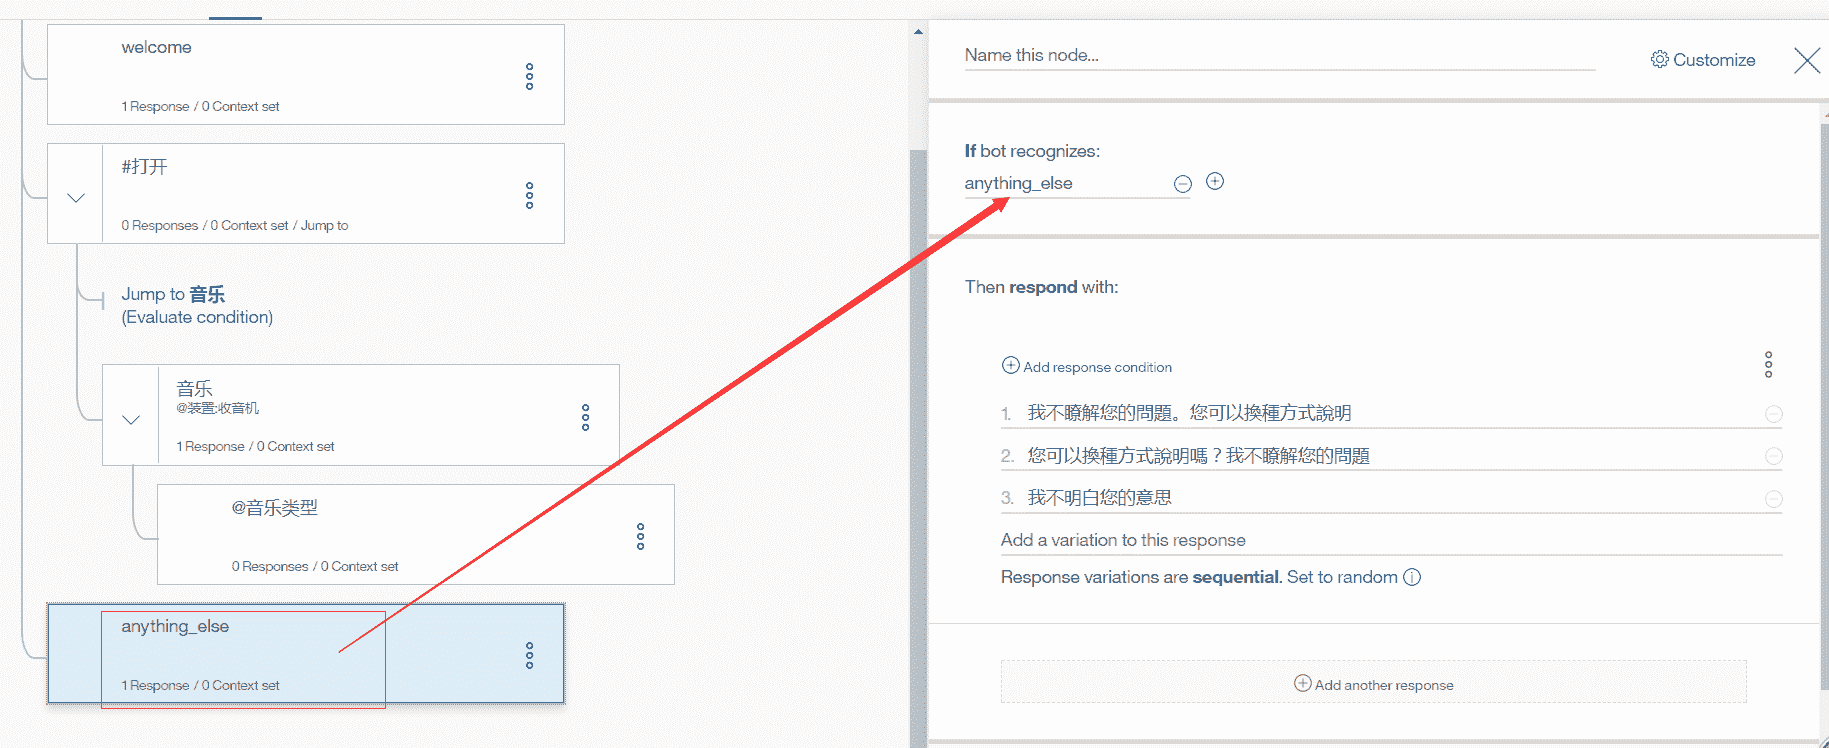 welcome
1 Response / 0 Context set
#打开
0 Responses / 0 Context set / Jump to
Jump to 音乐
(Evaluate condition)
音乐
@装置:收音机
1 Response / 0 Context set
@音乐类型
0 Responses / 0 Context set
anything_else
1 Response / 0 Context set
Name this node...
Customize
If bot recognizes:
anything_else
Then respond with:
Add response condition
1. 我不瞭解您的問題。您可以換種方式說明
2. 您可以換種方式說明嗎？我不瞭解您的問題
3. 我不明白您的意思
Add a variation to this response
Response variations are sequential. Set to random
Add another response